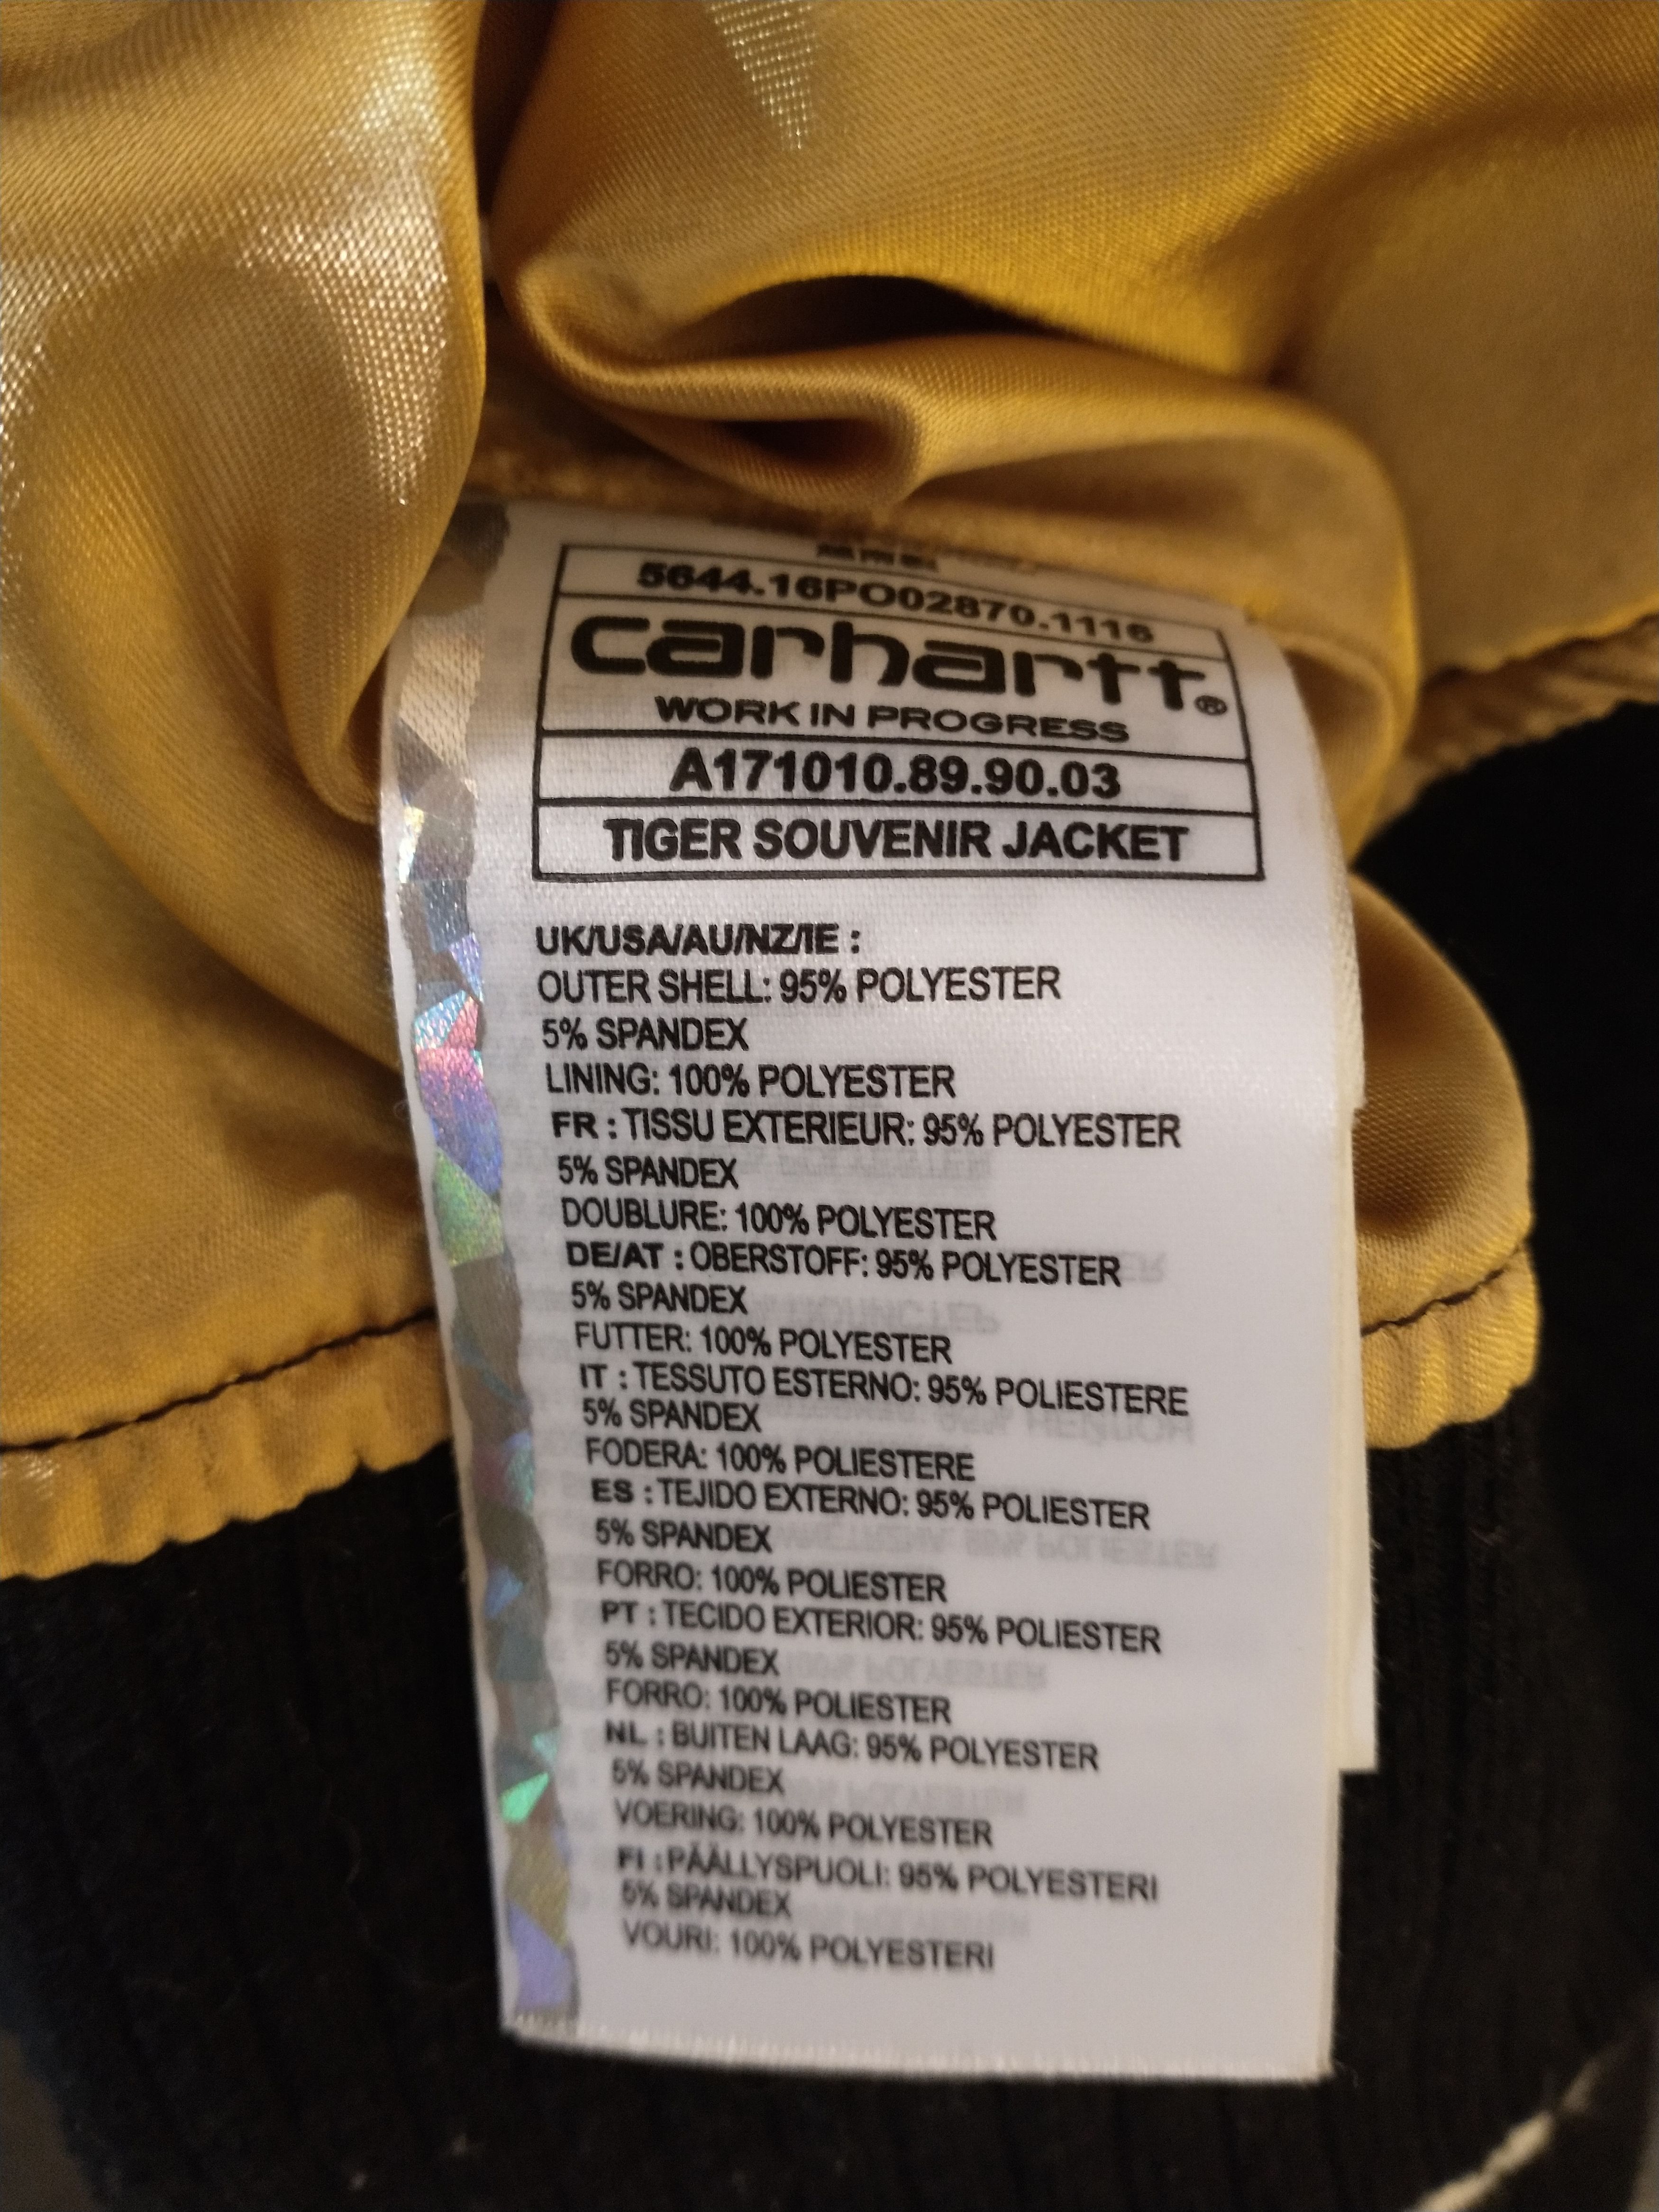 5644.16PO02870.1116
carhartt®
WORK IN PROGRESS
A171010.89.90.03
TIGER SOUVENIR JACKET
UK/USA/AU/NZ/IE :
OUTER SHELL: 95% POLYESTER
5% SPANDEX
LINING: 100% POLYESTER
FR : TISSU EXTERIEUR: 95% POLYESTER
5% SPANDEX
DOUBLURE: 100% POLYESTER
DE/AT : OBERSTOFF: 95% POLYESTER
5% SPANDEX
FUTTER: 100% POLYESTER
IT : TESSUTO ESTERNO: 95% POLIESTERE
5% SPANDEX
FODERA: 100% POLIESTERE
ES : TEJIDO EXTERNO: 95% POLIESTER
5% SPANDEX
FORRO: 100% POLIESTER
PT : TECIDO EXTERIOR: 95% POLIESTER
5% SPANDEX
FORRO: 100% POLIESTER
NL : BUITEN LAAG: 95% POLYESTER
5% SPANDEX
VOERING: 100% POLYESTER
FI : PÄÄLLYSPUOLI: 95% POLYESTERI
5% SPANDEX
VOURI: 100% POLYESTERI